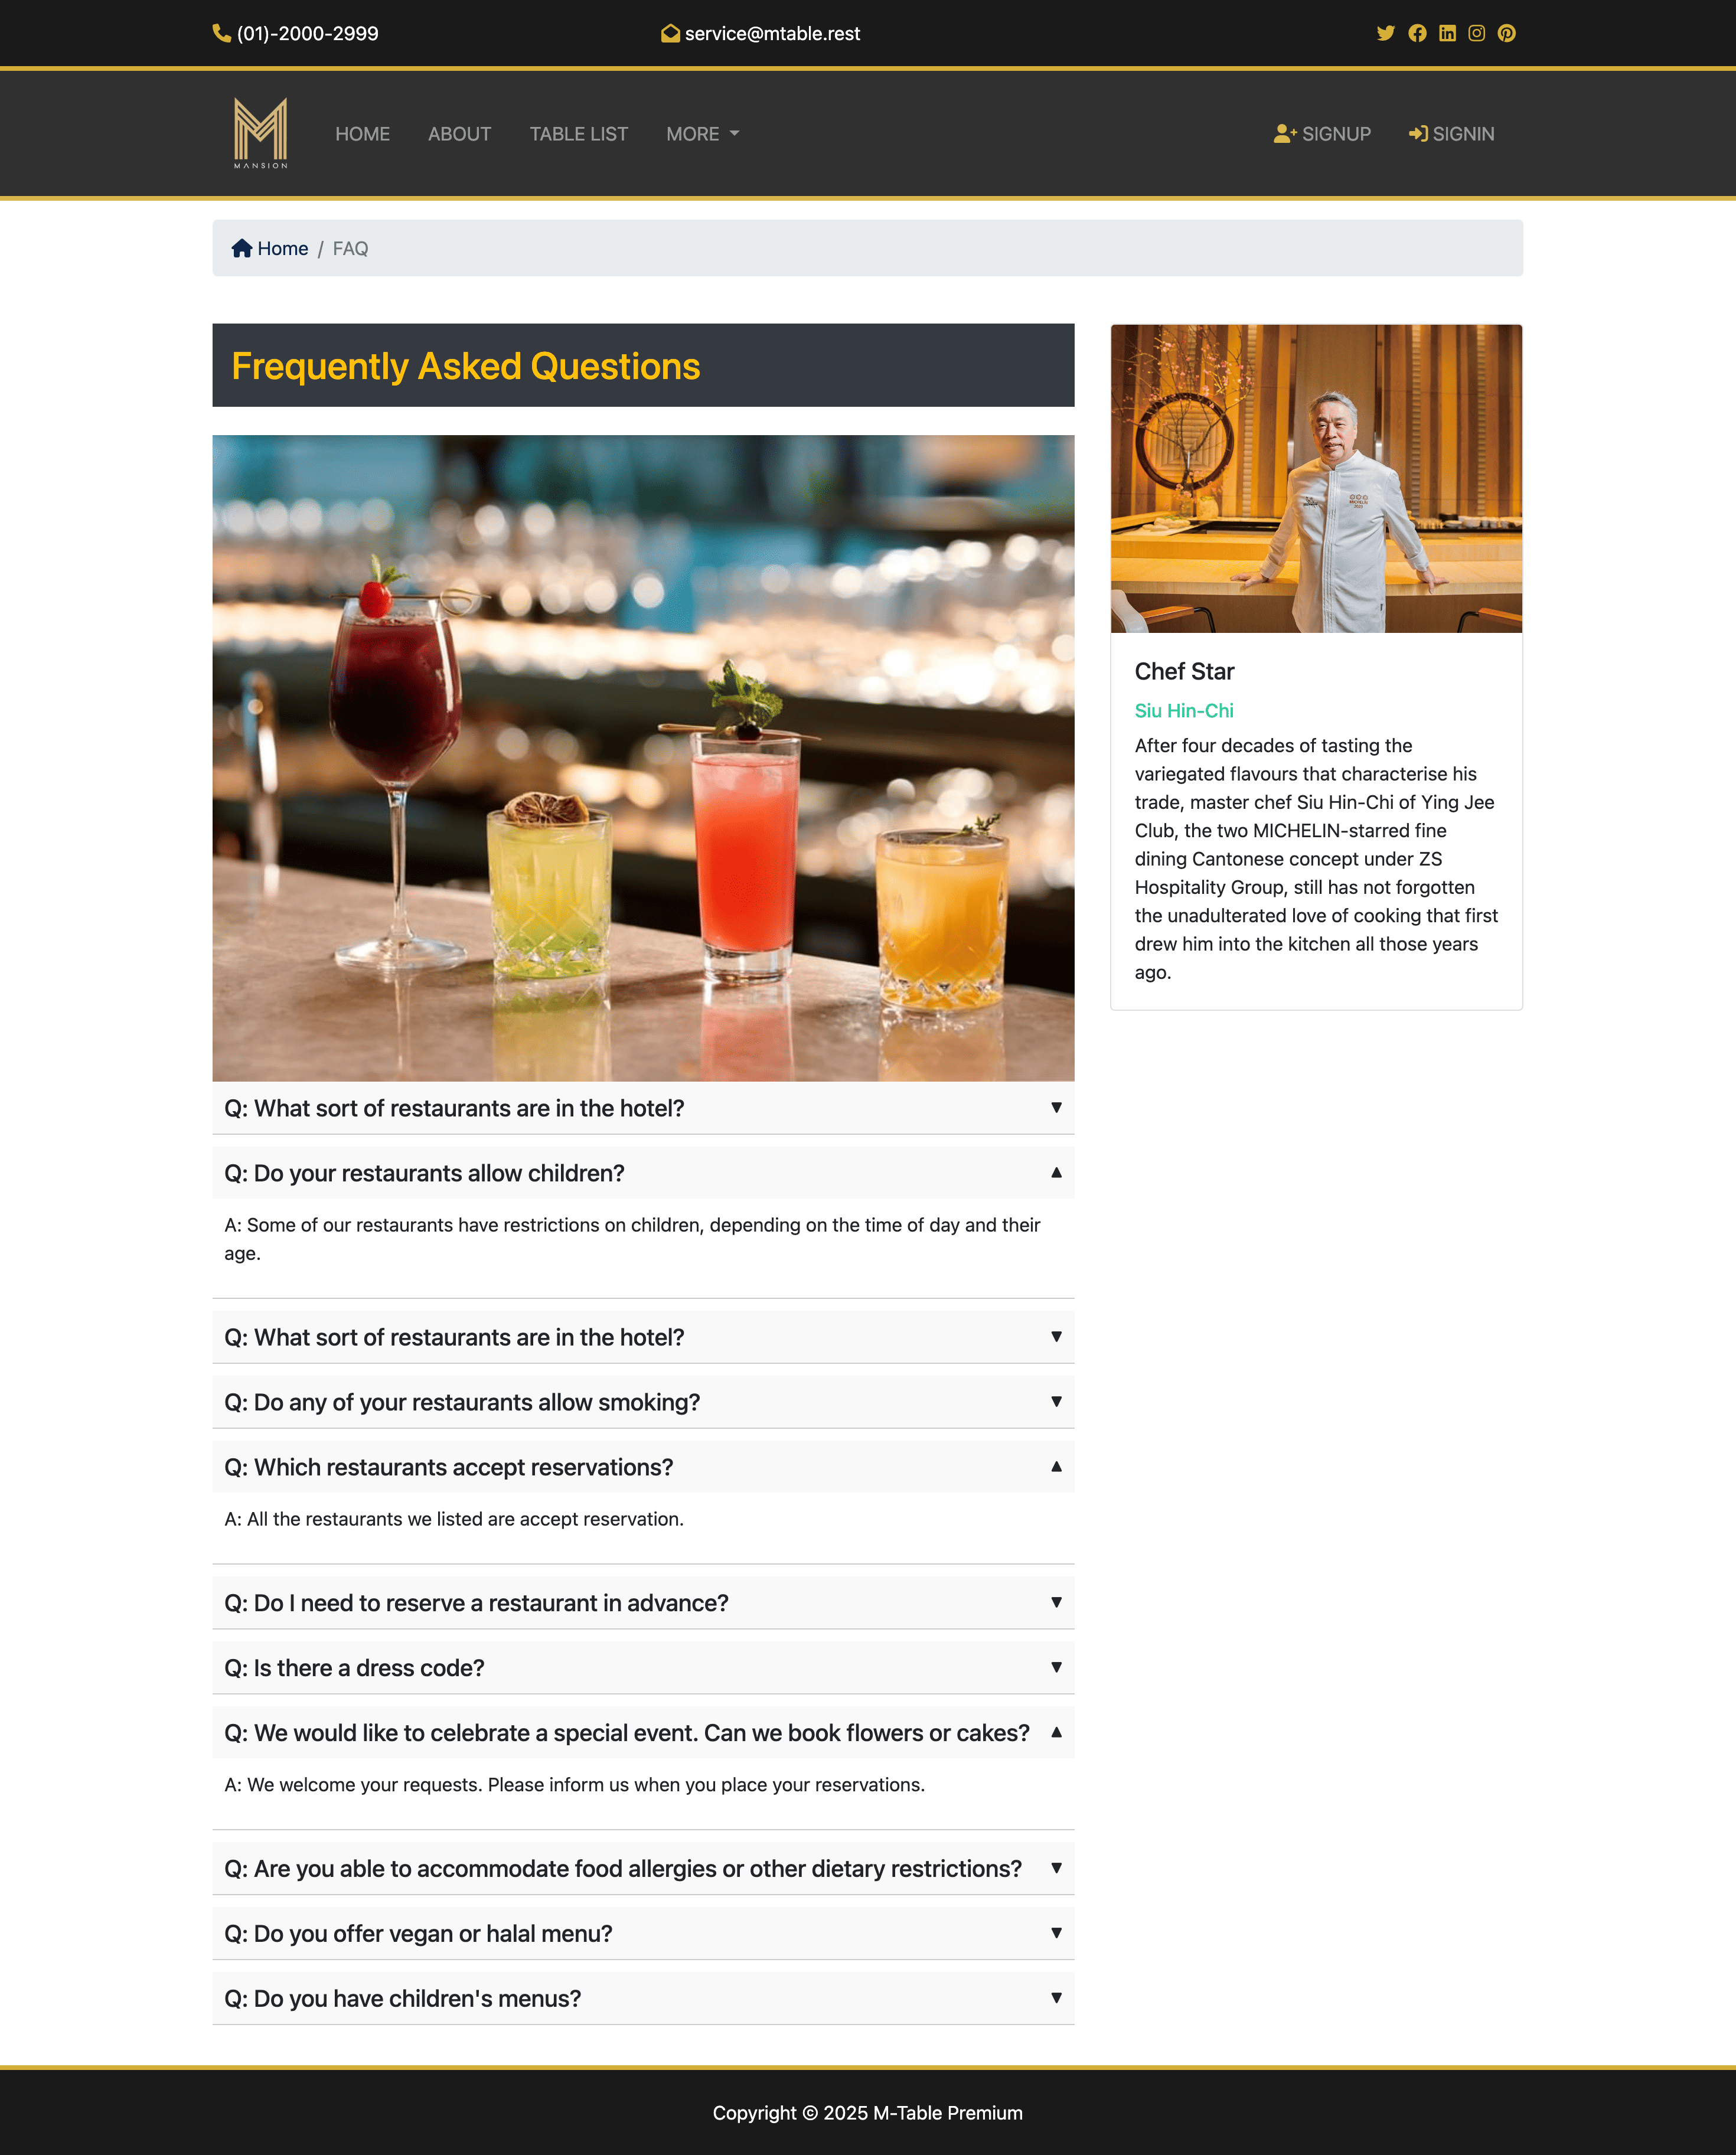 (01)-2000-2999
service@mtable.rest
MANSION
HOME
ABOUT
TABLE LIST
MORE
SIGNUP
SIGNIN
Home / FAQ
Frequently Asked Questions
Q: What sort of restaurants are in the hotel?
Q: Do your restaurants allow children?
A: Some of our restaurants have restrictions on children, depending on the time of day and their
age.
Q: What sort of restaurants are in the hotel?
Q: Do any of your restaurants allow smoking?
Q: Which restaurants accept reservations?
A: All the restaurants we listed are accept reservation.
Q: Do I need to reserve a restaurant in advance?
Q: Is there a dress code?
Q: We would like to celebrate a special event. Can we book flowers or cakes?
A: We welcome your requests. Please inform us when you place your reservations.
Q: Are you able to accommodate food allergies or other dietary restrictions?
Q: Do you offer vegan or halal menu?
Q: Do you have children's menus?
Chef Star
Siu Hin-Chi
After four decades of tasting the
variegated flavours that characterise his
trade, master chef Siu Hin-Chi of Ying Jee
Club, the two MICHELIN-starred fine
dining Cantonese concept under ZS
Hospitality Group, still has not forgotten
the unadulterated love of cooking that first
drew him into the kitchen all those years
ago.
Copyright © 2025 M-Table Premium